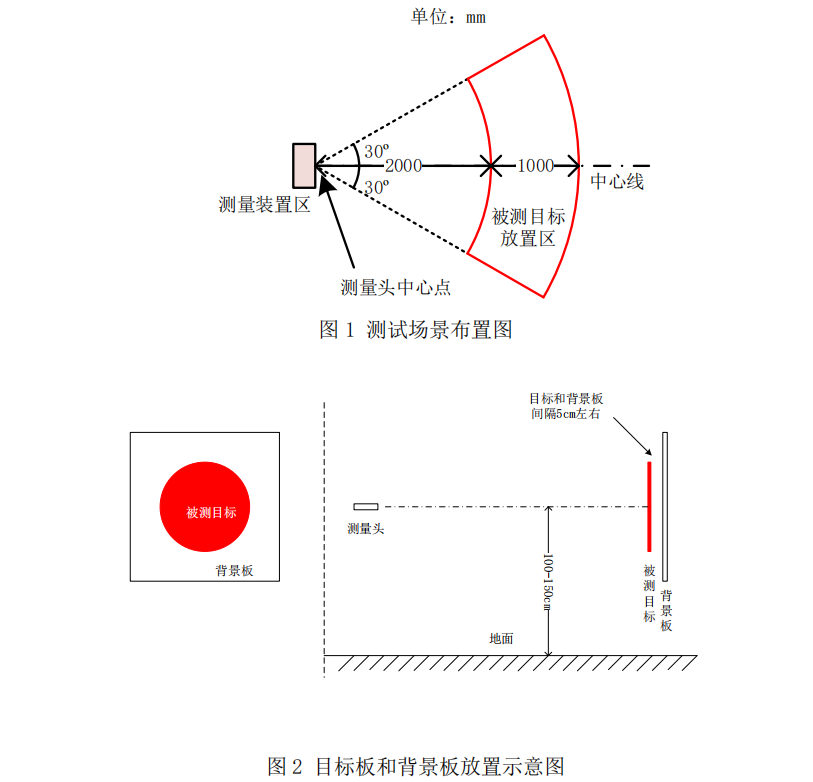 单位：mm
30º
2000
1000
30º
中心线
测量装置区
被测目标
放置区
测量头中心点
图1 测试场景布置图
目标和背景板
间隔5cm左右
被测目标
测量头
背景板
100-150cm
被测目标
背景板
地面
图2 目标板和背景板放置示意图